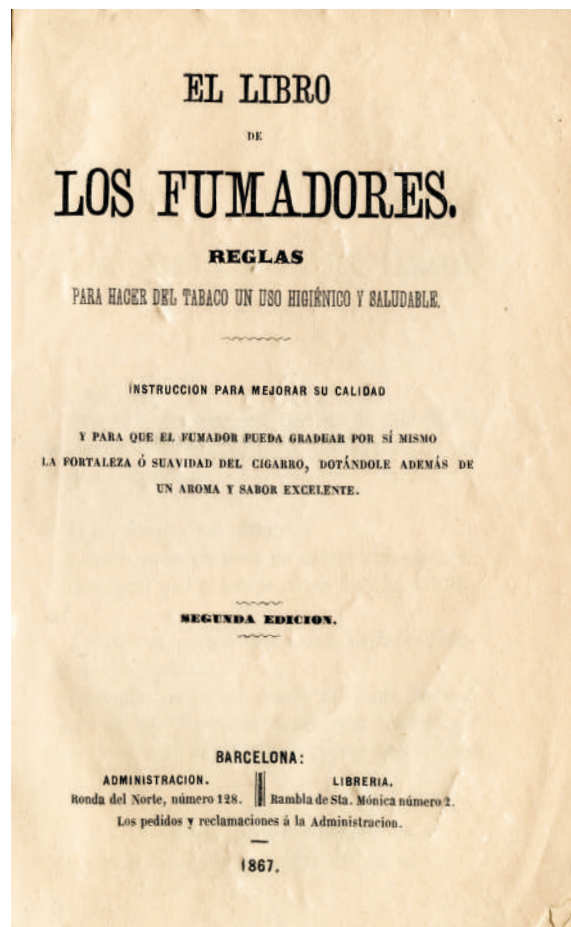 EL LIBRO
DE
LOS FUMADORES.
REGLAS
PARA HACER DEL TABACO UN USO HIGIÉNICO Y SALUDABLE.
INSTRUCCION PARA MEJORAR SU CALIDAD
Y PARA QUE EL FUMADOR PUEDA GRADUAR POR SÍ MISMO
LA FORTALEZA Ó SUAVIDAD DEL CIGARRO, DOTÁNDOLE ADEMÁS DE
UN AROMA Y SABOR EXCELENTE.
SEGUNDA EDICION.
BARCELONA:
ADMINISTRACION.
Ronda del Norte, número 128.
LIBRERIA.
Rambla de Sta. Mónica número 2.
Los pedidos y reclamaciones á la Administracion.
1867.